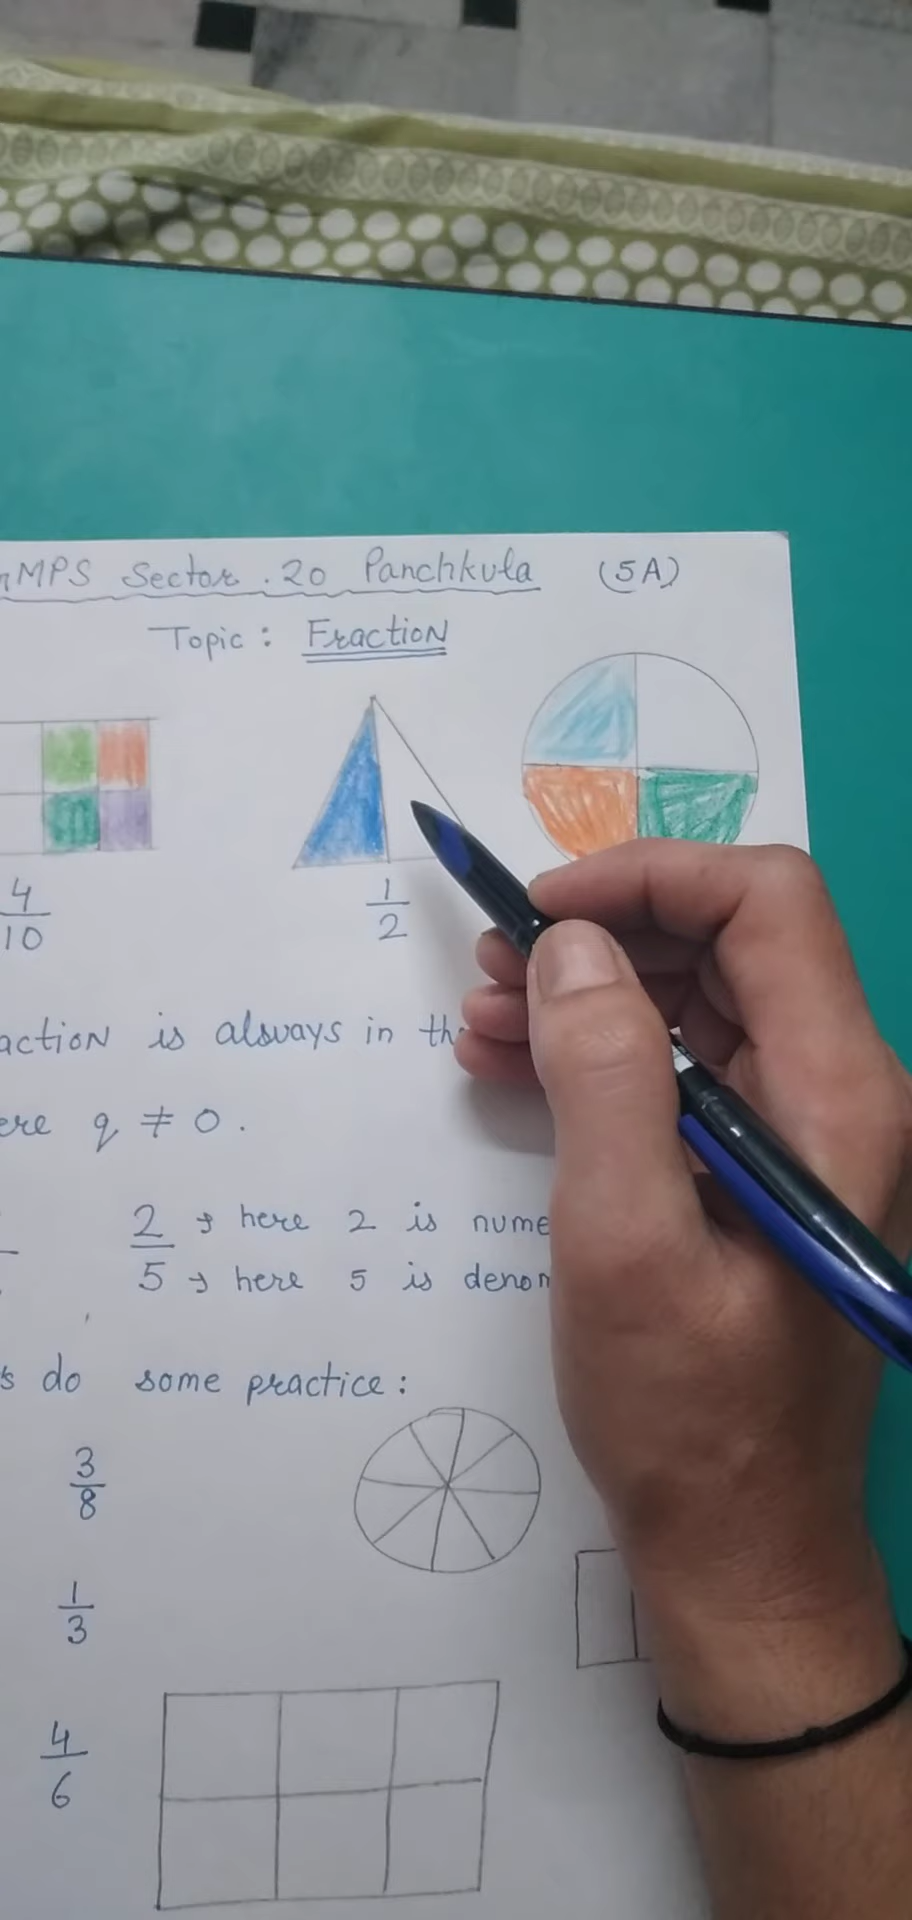 MPS Sector.20 Panchkula (5A)
Topic: Fraction
4/10
1/2
action is always in
ere q ≠ 0.
2/5 → here 2 is nume
→ here 5 is denom
s do some practice:
3/8
1/3
4/6